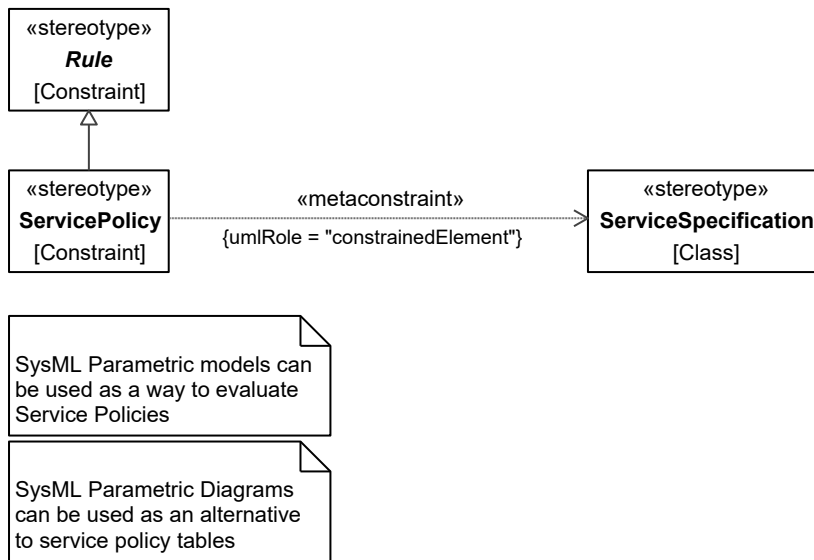 «stereotype»
Rule
[Constraint]
«stereotype»
ServicePolicy
[Constraint]
«metaconstraint»
{umlRole = "constrainedElement"}
«stereotype»
ServiceSpecification
[Class]
SysML Parametric models can
be used as a way to evaluate
Service Policies
SysML Parametric Diagrams
can be used as an alternative
to service policy tables